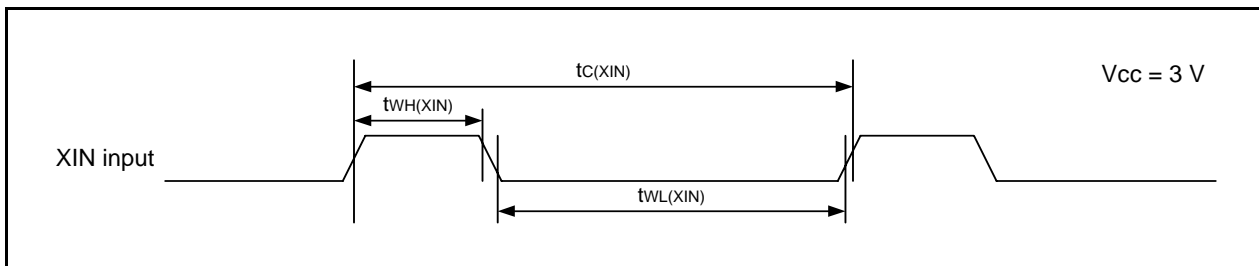 tC(XIN)
Vcc = 3 V
tWH(XIN)
XIN input
tWL(XIN)